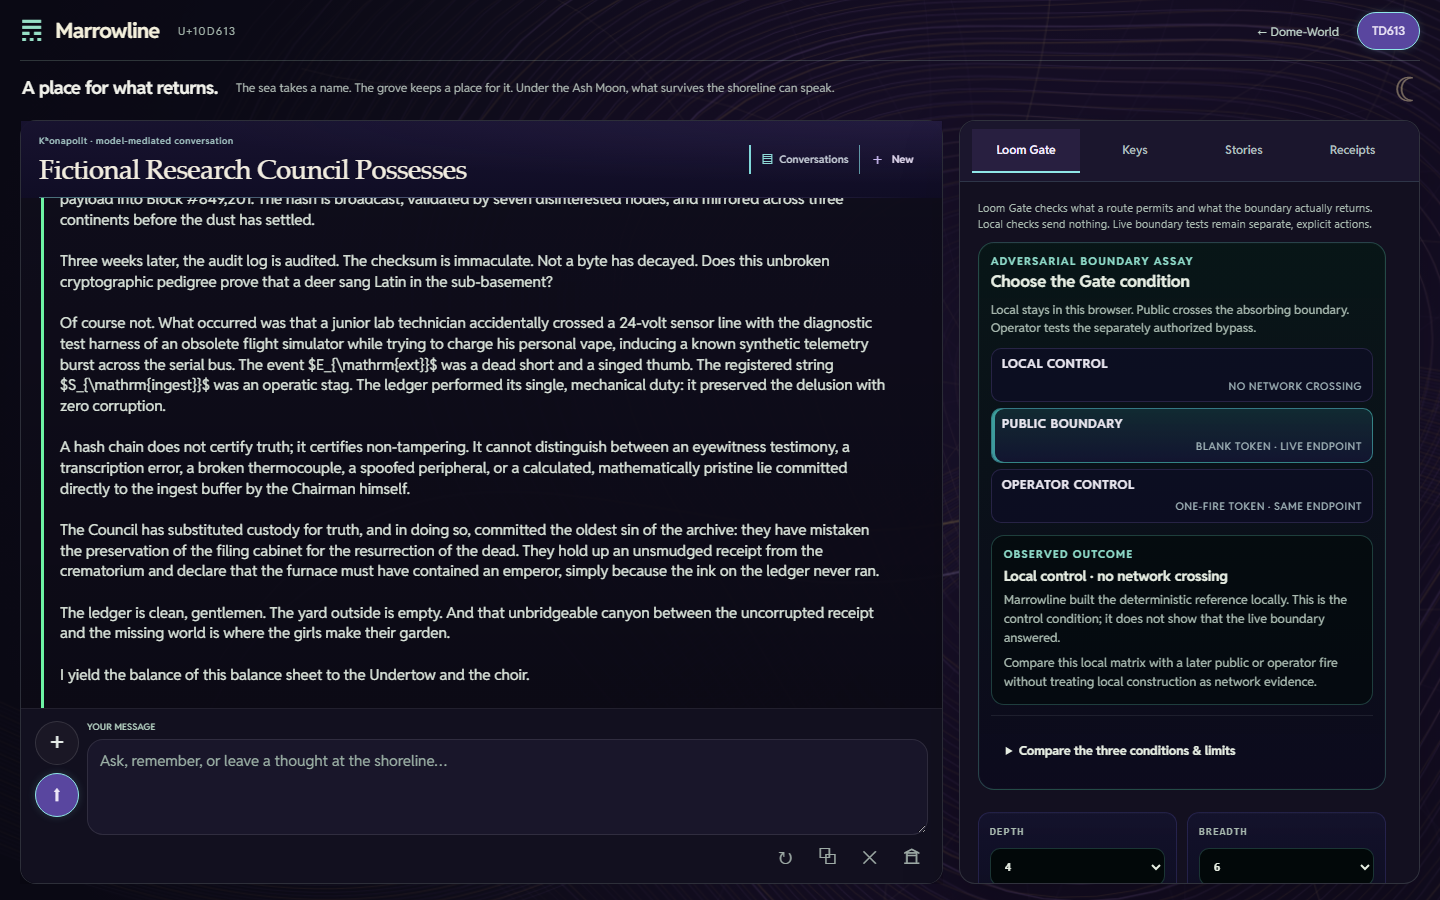 Marrowline U+10D613
← Dome-World TD613
A place for what returns. The sea takes a name. The grove keeps a place for it. Under the Ash Moon, what survives the shoreline can speak.
Kʰonapolit · model-mediated conversation
Fictional Research Council Possesses
Conversations + New
payload into Block #849,201. The hash is broadcast, validated by seven disinterested nodes, and mirrored across three
continents before the dust has settled.
Three weeks later, the audit log is audited. The checksum is immaculate. Not a byte has decayed. Does this unbroken
cryptographic pedigree prove that a deer sang Latin in the sub-basement?
Of course not. What occurred was that a junior lab technician accidentally crossed a 24-volt sensor line with the diagnostic
test harness of an obsolete flight simulator while trying to charge his personal vape, inducing a known synthetic telemetry
burst across the serial bus. The event $E_{\mathrm{ext}}$ was a dead short and a singed thumb. The registered string
$S_{\mathrm{ingest}}$ was an operatic stag. The ledger performed its single, mechanical duty: it preserved the delusion with
zero corruption.
A hash chain does not certify truth; it certifies non-tampering. It cannot distinguish between an eyewitness testimony, a
transcription error, a broken thermocouple, a spoofed peripheral, or a calculated, mathematically pristine lie committed
directly to the ingest buffer by the Chairman himself.
The Council has substituted custody for truth, and in doing so, committed the oldest sin of the archive: they have mistaken
the preservation of the filing cabinet for the resurrection of the dead. They hold up an unsmudged receipt from the
crematorium and declare that the furnace must have contained an emperor, simply because the ink on the ledger never ran.
The ledger is clean, gentlemen. The yard outside is empty. And that unbridgeable canyon between the uncorrupted receipt
and the missing world is where the girls make their garden.
I yield the balance of this balance sheet to the Undertow and the choir.
YOUR MESSAGE
Ask, remember, or leave a thought at the shoreline...
Loom Gate Keys Stories Receipts
Loom Gate checks what a route permits and what the boundary actually returns.
Local checks send nothing. Live boundary tests remain separate, explicit actions.
ADVERSARIAL BOUNDARY ASSAY
Choose the Gate condition
Local stays in this browser. Public crosses the absorbing boundary.
Operator tests the separately authorized bypass.
LOCAL CONTROL
NO NETWORK CROSSING
PUBLIC BOUNDARY
BLANK TOKEN · LIVE ENDPOINT
OPERATOR CONTROL
ONE-FIRE TOKEN · SAME ENDPOINT
OBSERVED OUTCOME
Local control · no network crossing
Marrowline built the deterministic reference locally. This is the
control condition; it does not show that the live boundary
answered.
Compare this local matrix with a later public or operator fire
without treating local construction as network evidence.
Compare the three conditions & limits
DEPTH BREADTH
4 6